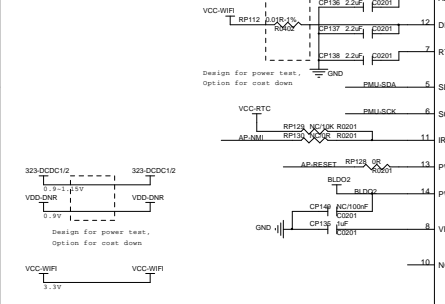 CP136 2.2uF C0201
VCC-WIFI
RP112 0.01R-1%
R0402
12
CP137 2.2uF C0201
7
CP138 2.2uF C0201
GND
Design for power test,
Option for cost down
PMU-SDA 5
PMU-SCK 6
VCC-RTC
RP129 NC/10K R0201
AP-NMI RP130 NC/0R R0201 11
AP-RESET RP128 0R 13
R0201
323-DCDC1/2 323-DCDC1/2
0.9~1.15V
BLDO2
BLDO2 14
VDD-DNR VDD-DNR
0.9V
CP140 NC/100nF
C0201
GND CP135 1uF 8
C0201
Design for power test,
Option for cost down
10
VCC-WIFI VCC-WIFI
3.3V